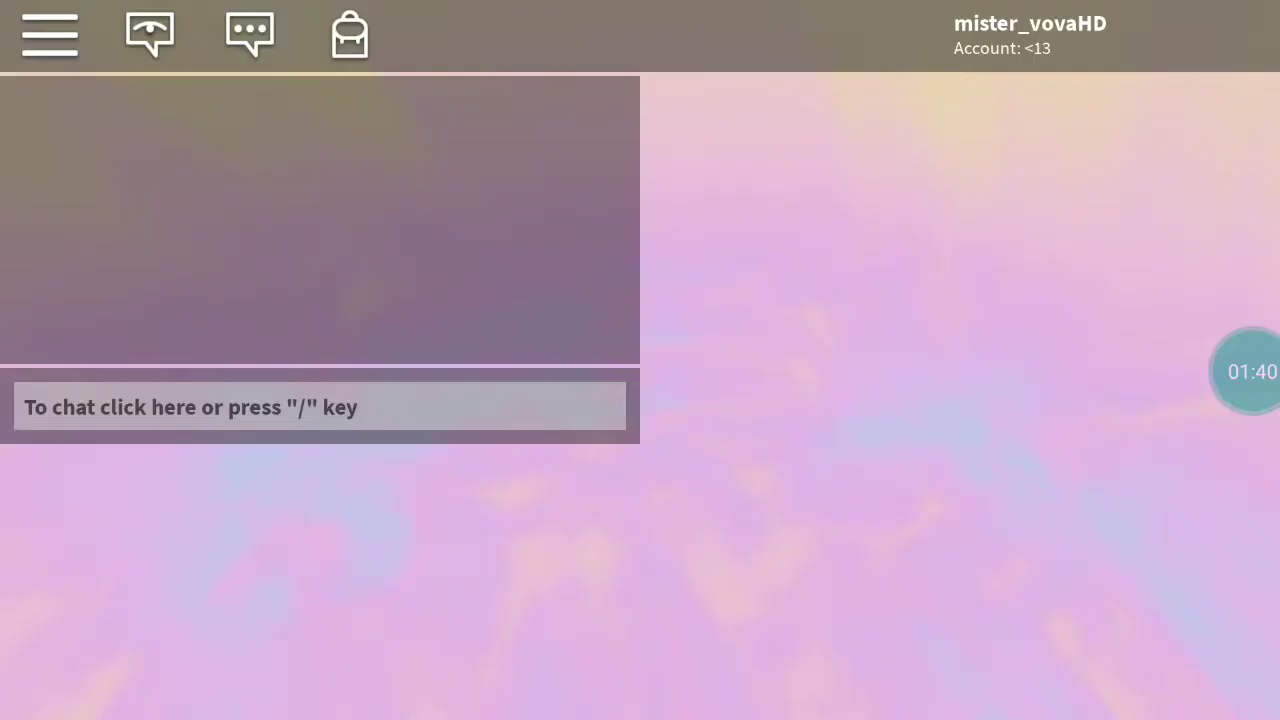 mister_vovaHD
Account: <13
To chat click here or press "/" key
01:40